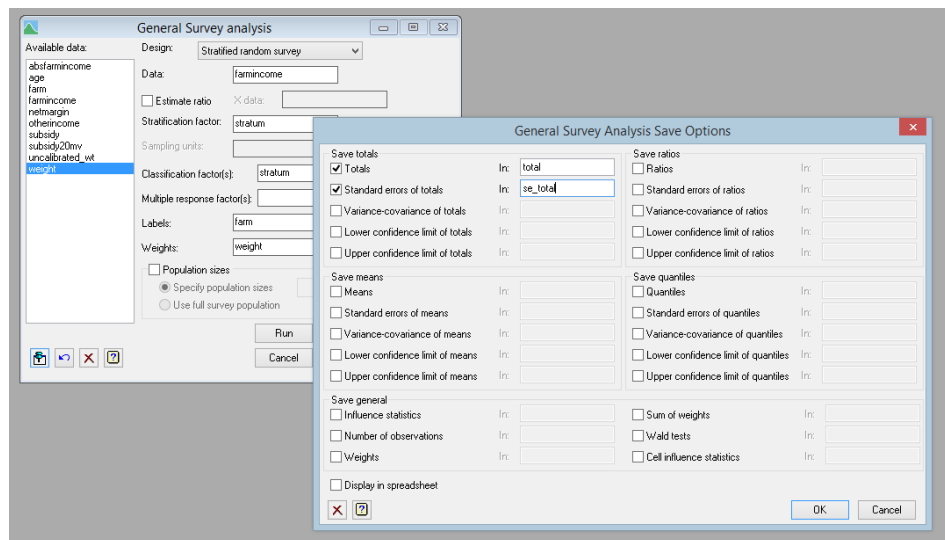 General Survey analysis
Available data:
absfarmincome
age
farm
farmincome
netmargin
otherincome
subsidy
subsidy20mv
uncalibrated_wt
weight
Design: Stratified random survey
Data: farmincome
Estimate ratio X data:
Stratification factor: stratum
Sampling units:
Classification factor(s): stratum
Multiple response factor(s):
Labels: farm
Weights: weight
Population sizes
Specify population sizes
Use full survey population
Run
Cancel
General Survey Analysis Save Options
Save totals
Totals In: total
Standard errors of totals In: se_total
Variance-covariance of totals In:
Lower confidence limit of totals In:
Upper confidence limit of totals In:
Save ratios
Ratios In:
Standard errors of ratios In:
Variance-covariance of ratios In:
Lower confidence limit of ratios In:
Upper confidence limit of ratios In:
Save means
Means In:
Standard errors of means In:
Variance-covariance of means In:
Lower confidence limit of means In:
Upper confidence limit of means In:
Save quantiles
Quantiles In:
Standard errors of quantiles In:
Variance-covariance of quantiles In:
Lower confidence limit of quantiles In:
Upper confidence limit of quantiles In:
Save general
Influence statistics In:
Number of observations In:
Weights In:
Sum of weights In:
Wald tests In:
Cell influence statistics In:
Display in spreadsheet
OK Cancel